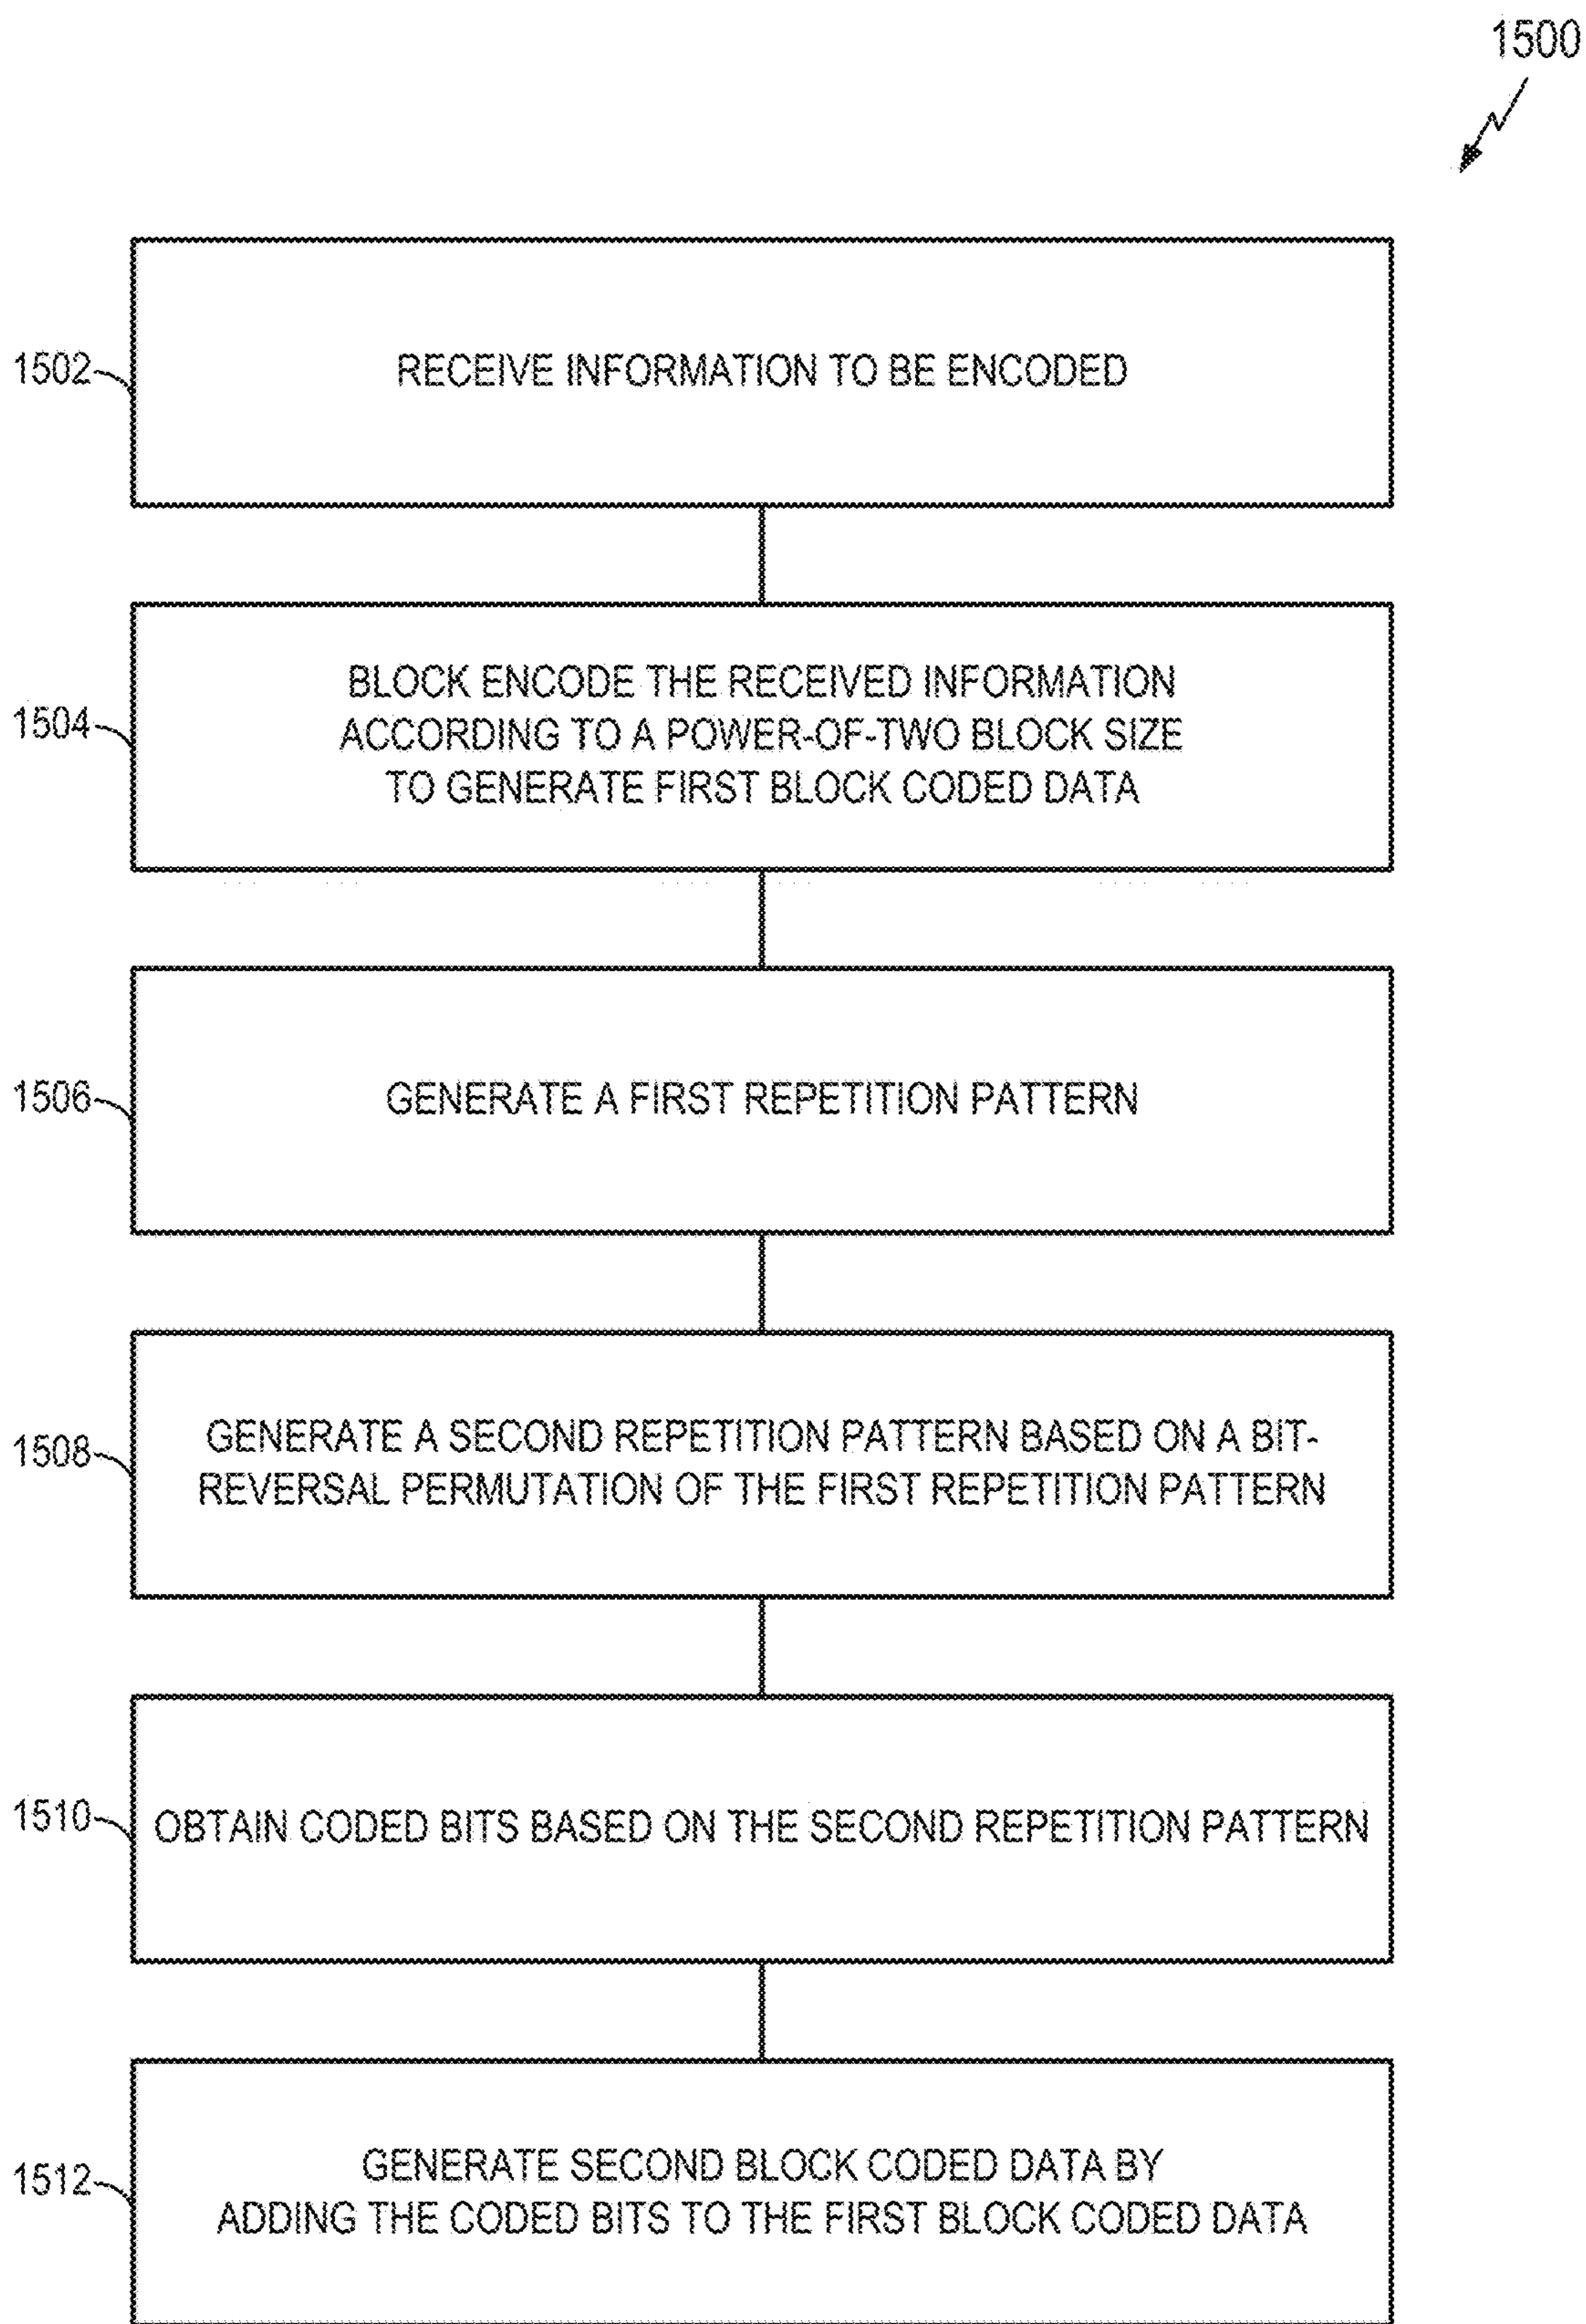 1500
1502
RECEIVE INFORMATION TO BE ENCODED
1504
BLOCK ENCODE THE RECEIVED INFORMATION
ACCORDING TO A POWER-OF-TWO BLOCK SIZE
TO GENERATE FIRST BLOCK CODED DATA
1506
GENERATE A FIRST REPETITION PATTERN
1508
GENERATE A SECOND REPETITION PATTERN BASED ON A BIT-
REVERSAL PERMUTATION OF THE FIRST REPETITION PATTERN
1510
OBTAIN CODED BITS BASED ON THE SECOND REPETITION PATTERN
1512
GENERATE SECOND BLOCK CODED DATA BY
ADDING THE CODED BITS TO THE FIRST BLOCK CODED DATA